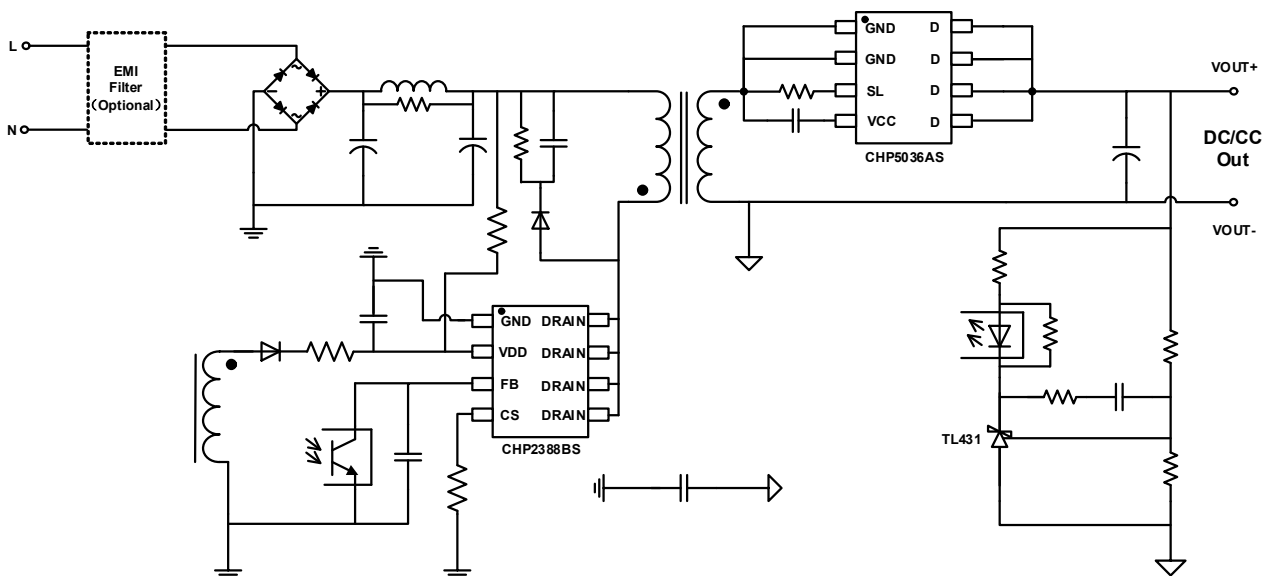 L
EMI
Filter
(Optional)
N
GND D
GND D
SL D
VCC D
CHP5036AS
VOUT+
DC/CC
Out
VOUT-
GND DRAIN
VDD DRAIN
FB DRAIN
CS DRAIN
CHP2388BS
TL431